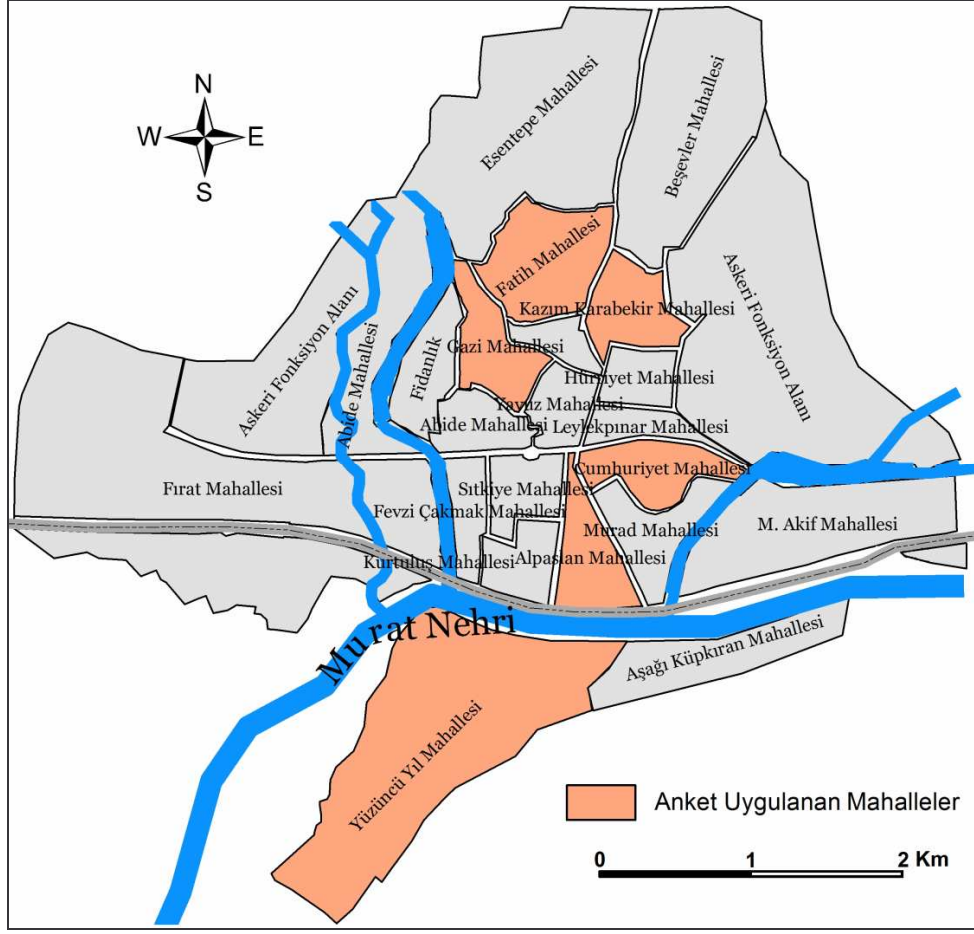 Esentepe Mahallesi
Beşevler Mahallesi
N
W E
S
Fatih Mahallesi
Askeri Fonksiyon Alanı
Kazım Karabekir Mahallesi
Askeri Fonksiyon Alanı
Abide Mahallesi
Fidanlık
Gazi Mahallesi
Hürriyet Mahallesi
Yavuz Mahallesi
Abide Mahallesi
Leylekpınar Mahallesi
Cumhuriyet Mahallesi
Fırat Mahallesi
Sıtkiye Mahallesi
Fevzi Çakmak Mahallesi
Murad Mahallesi
M. Akif Mahallesi
Kurtuluş Mahallesi
Alpaslan Mahallesi
Murat Nehri
Aşağı Küpkıran Mahallesi
Yüzüncü Yıl Mahallesi
Anket Uygulanan Mahalleler
0 1 2 Km